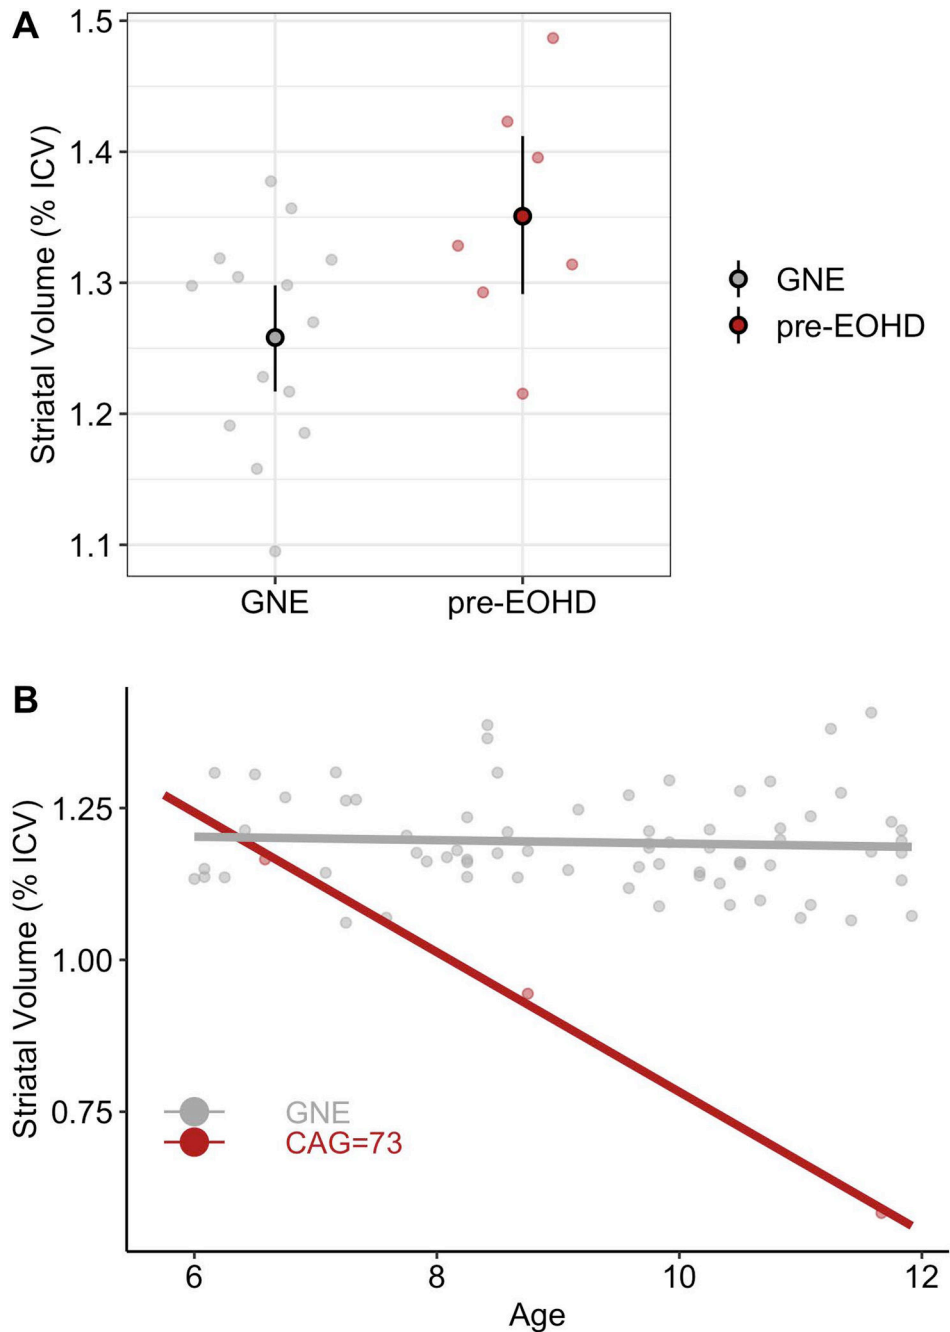 A
1.5
1.4
1.3
1.2
1.1
Striatal Volume (% ICV)
GNE
pre-EOHD
GNE
pre-EOHD
B
1.25
1.00
0.75
Striatal Volume (% ICV)
GNE
CAG=73
6
8
10
12
Age